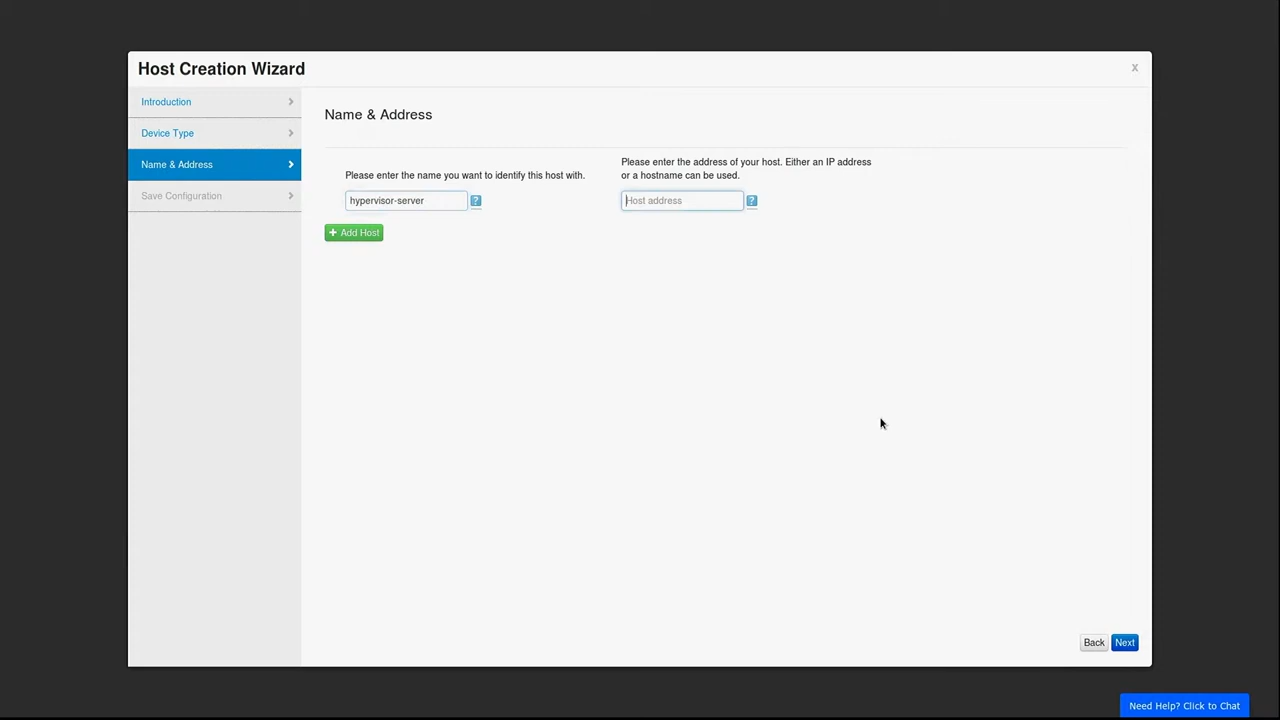 Host Creation Wizard
x
Introduction
Device Type
Name & Address
Save Configuration
Name & Address
Please enter the name you want to identify this host with.
hypervisor-server
?
Please enter the address of your host. Either an IP address
or a hostname can be used.
Host address
?
+ Add Host
Back
Next
Need Help? Click to Chat